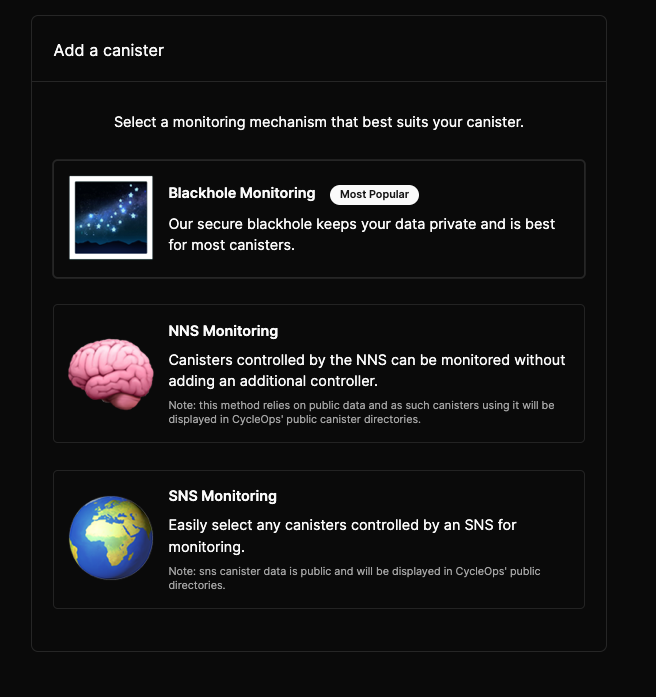 Add a canister
Select a monitoring mechanism that best suits your canister.
Blackhole Monitoring Most Popular
Our secure blackhole keeps your data private and is best
for most canisters.
NNS Monitoring
Canisters controlled by the NNS can be monitored without
adding an additional controller.
Note: this method relies on public data and as such canisters using it will be
displayed in CycleOps' public canister directories.
SNS Monitoring
Easily select any canisters controlled by an SNS for
monitoring.
Note: sns canister data is public and will be displayed in CycleOps' public
directories.